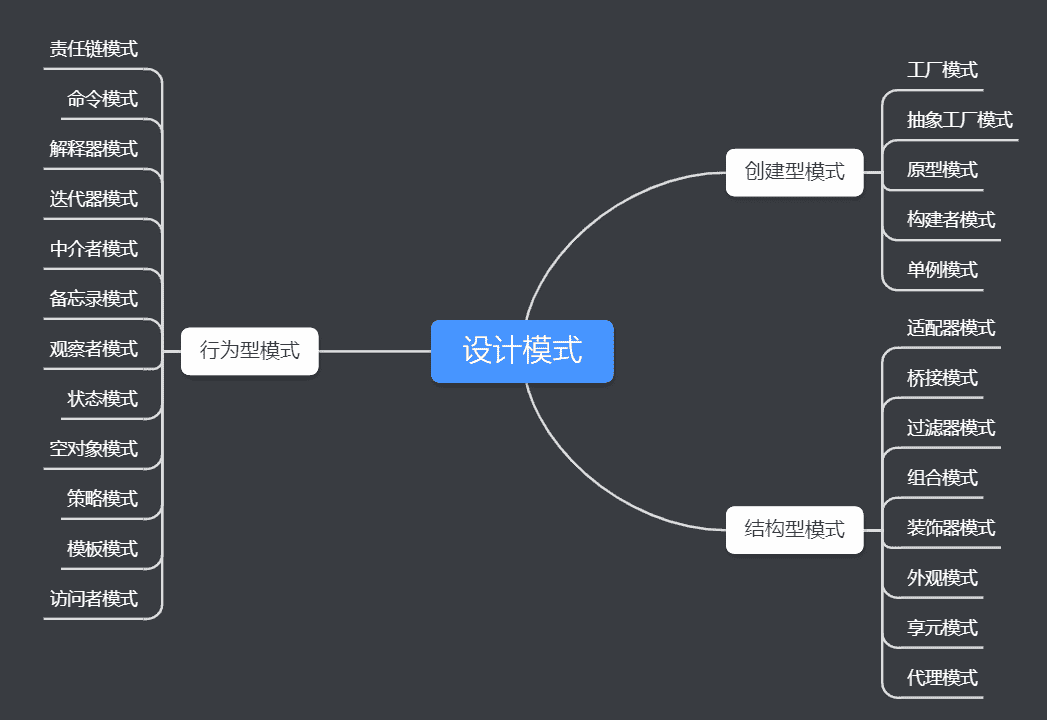 设计模式
创建型模式
工厂模式
抽象工厂模式
原型模式
构建者模式
单例模式
结构型模式
适配器模式
桥接模式
过滤器模式
组合模式
装饰器模式
外观模式
享元模式
代理模式
行为型模式
责任链模式
命令模式
解释器模式
迭代器模式
中介者模式
备忘录模式
观察者模式
状态模式
空对象模式
策略模式
模板模式
访问者模式